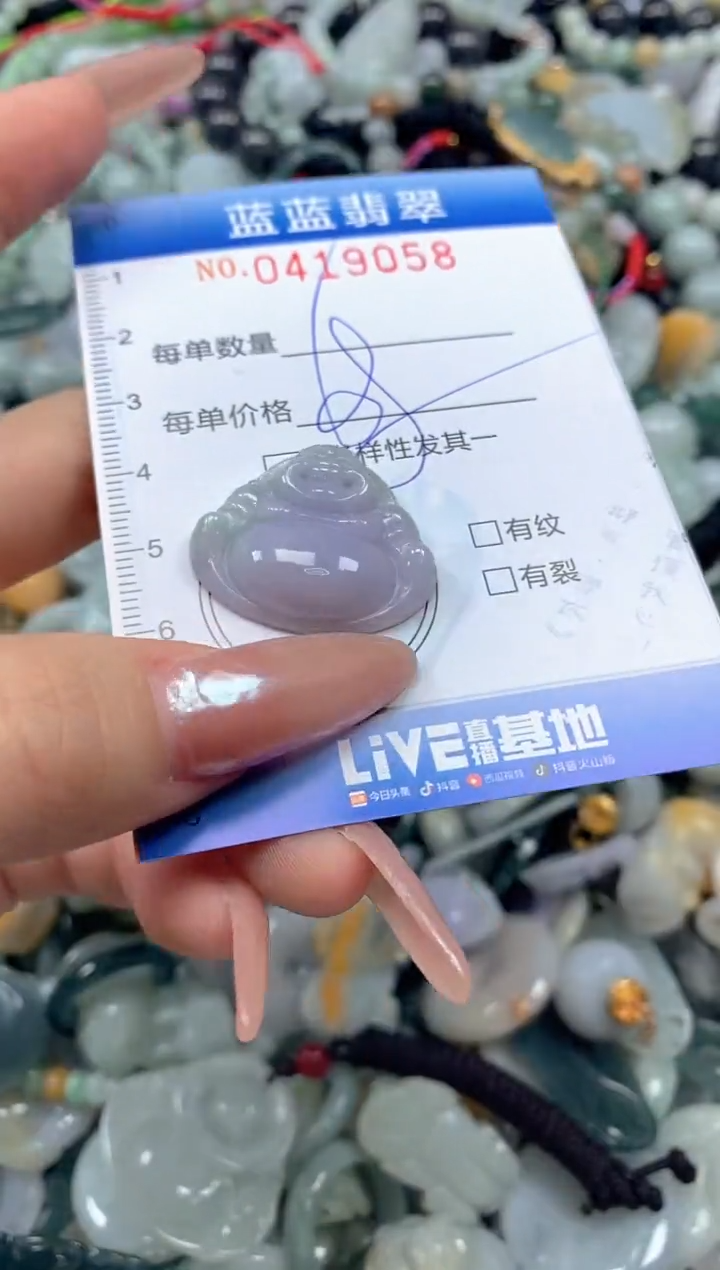 蓝蓝翡翠
NO.0419058
1
2
每单数量
3
每单价格
4
样性发其一
5
□有纹
□有裂
6
LiVE直播基地
今日头条 抖音 西瓜视频 抖音火山版